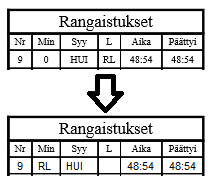 Rangaistukset
Nr Min Syy L Aika Päättyi
9 0 HUI RL 48:54 48:54
Rangaistukset
Nr Min Syy L Aika Päättyi
9 RL HUI 48:54 48:54